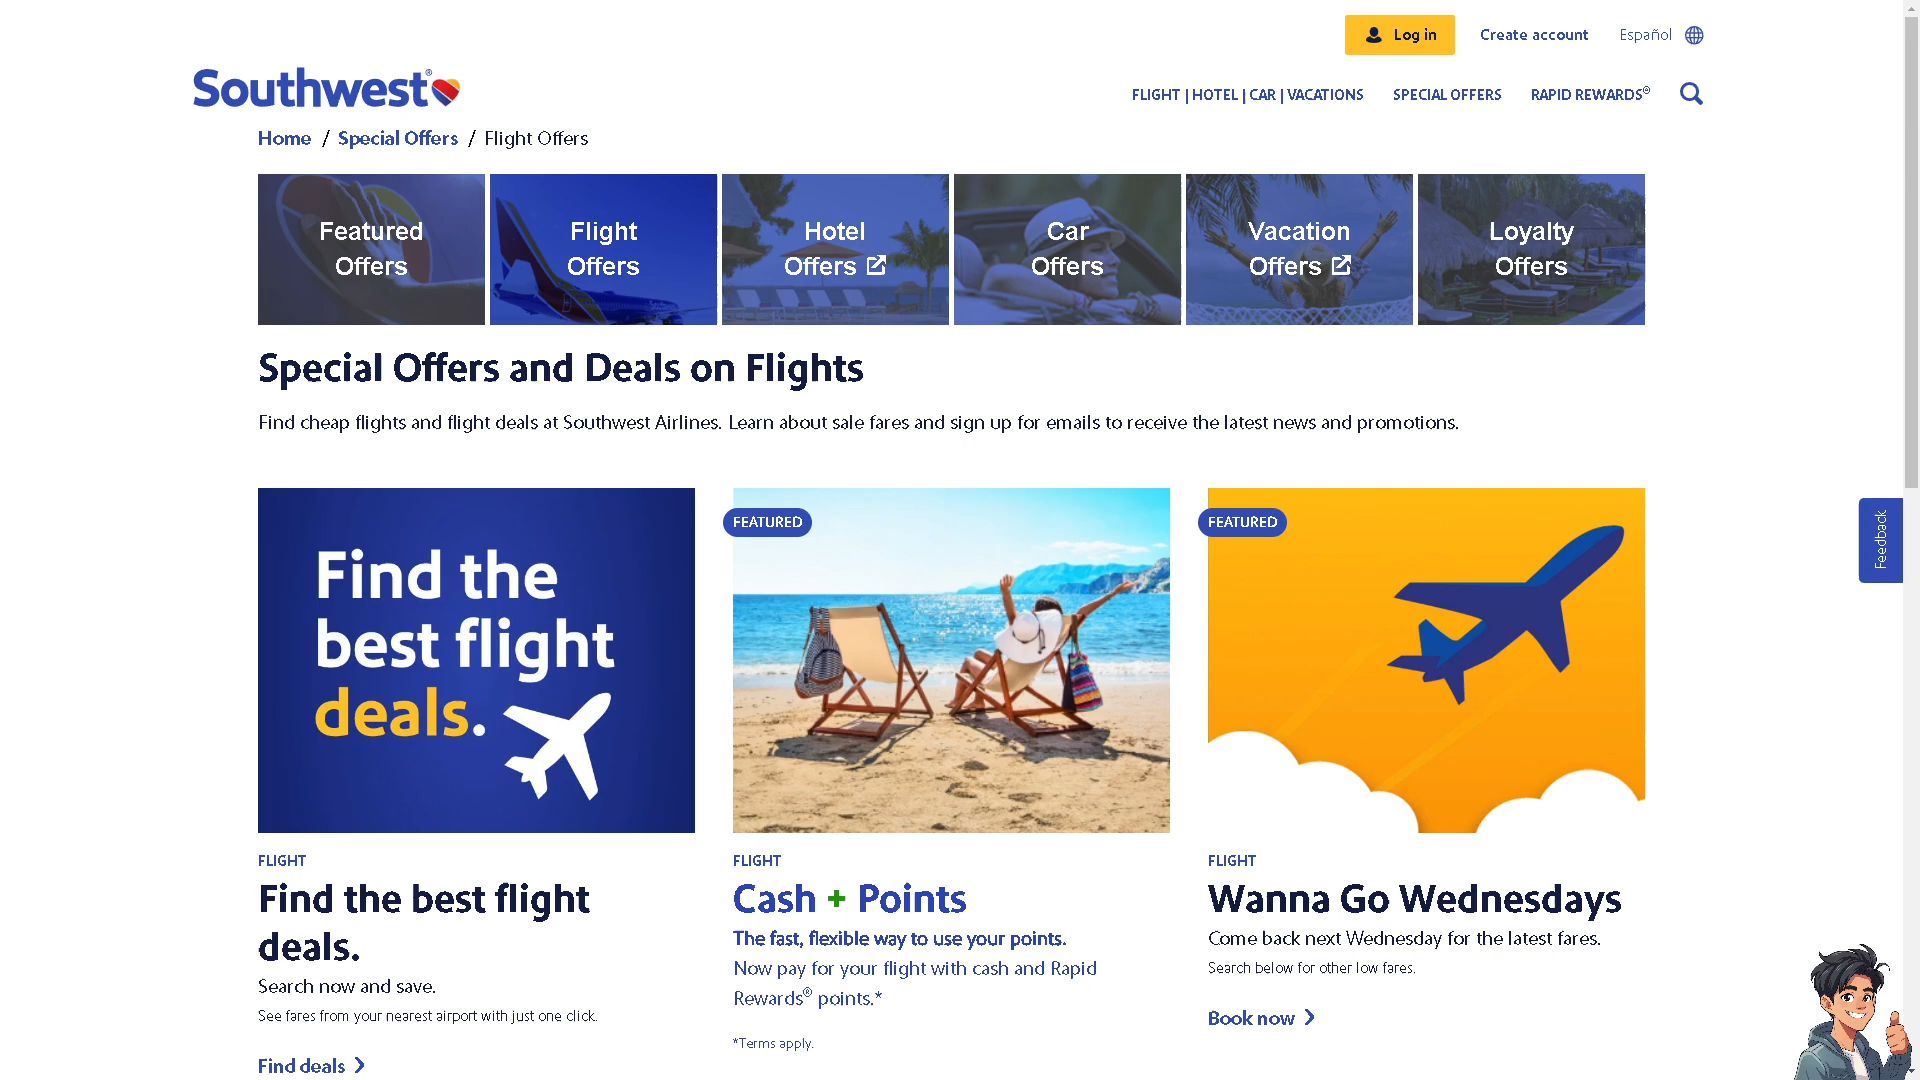 Log in
Create account
Español
Southwest®
FLIGHT | HOTEL | CAR | VACATIONS
SPECIAL OFFERS
RAPID REWARDS®
Home / Special Offers / Flight Offers
Featured
Offers
Flight
Offers
Hotel
Offers
Car
Offers
Vacation
Offers
Loyalty
Offers
Special Offers and Deals on Flights
Find cheap flights and flight deals at Southwest Airlines. Learn about sale fares and sign up for emails to receive the latest news and promotions.
Find the
best flight
deals.
FLIGHT
Find the best flight
deals.
Search now and save.
See fares from your nearest airport with just one click.
Find deals
FEATURED
FLIGHT
Cash + Points
The fast, flexible way to use your points.
Now pay for your flight with cash and Rapid
Rewards® points.*
*Terms apply.
FEATURED
FLIGHT
Wanna Go Wednesdays
Come back next Wednesday for the latest fares.
Search below for other low fares.
Book now
Feedback